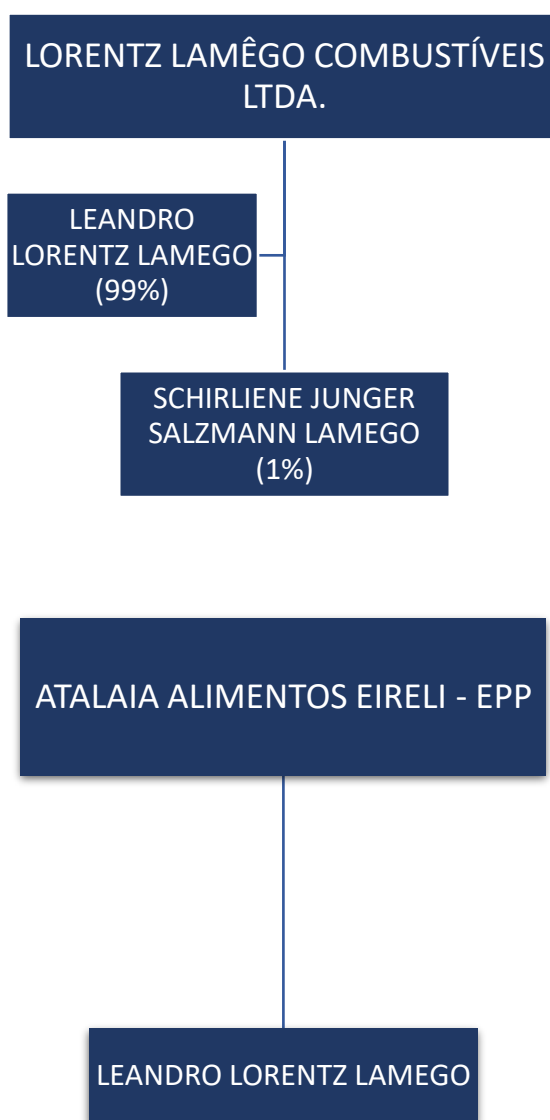 LORENTZ LAMÊGO COMBUSTÍVEIS
LTDA.
LEANDRO
LORENTZ LAMEGO
(99%)
SCHIRLIENE JUNGER
SALZMANN LAMEGO
(1%)
ATALAIA ALIMENTOS EIRELI - EPP
LEANDRO LORENTZ LAMEGO